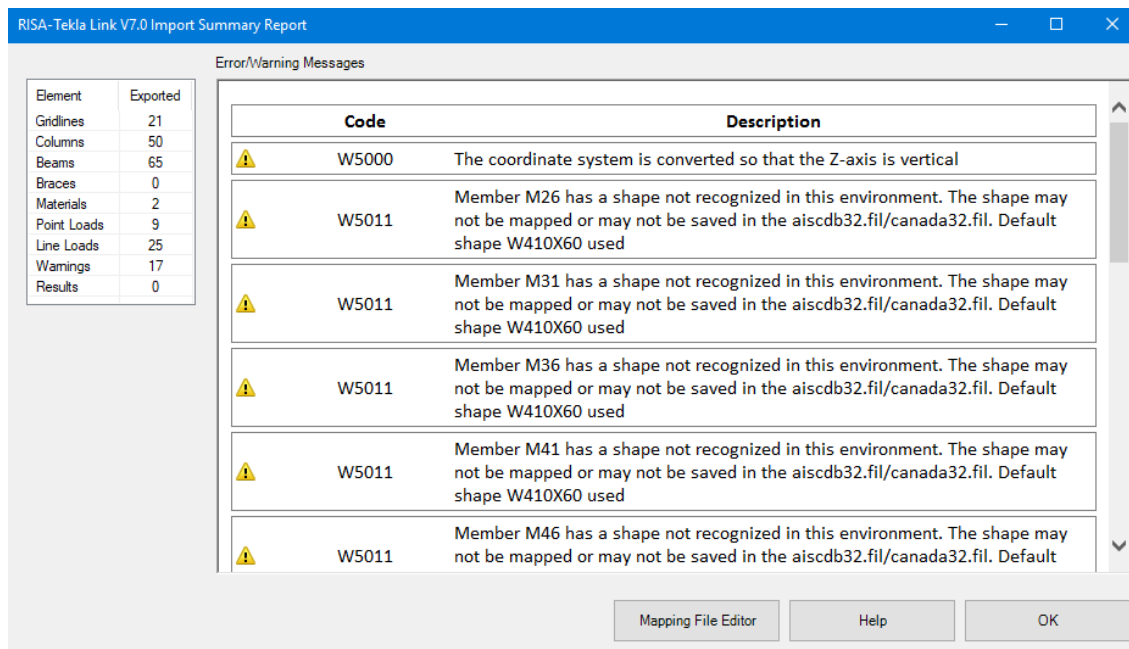 RISA-Tekla Link V7.0 Import Summary Report
Error/Warning Messages
Element Exported
Gridlines 21
Columns 50
Beams 65
Braces 0
Materials 2
Point Loads 9
Line Loads 25
Warnings 17
Results 0
Code Description
W5000 The coordinate system is converted so that the Z-axis is vertical
Member M26 has a shape not recognized in this environment. The shape may
W5011 not be mapped or may not be saved in the aiscdb32.fil/canada32.fil. Default
shape W410X60 used
Member M31 has a shape not recognized in this environment. The shape may
W5011 not be mapped or may not be saved in the aiscdb32.fil/canada32.fil. Default
shape W410X60 used
Member M36 has a shape not recognized in this environment. The shape may
W5011 not be mapped or may not be saved in the aiscdb32.fil/canada32.fil. Default
shape W410X60 used
Member M41 has a shape not recognized in this environment. The shape may
W5011 not be mapped or may not be saved in the aiscdb32.fil/canada32.fil. Default
shape W410X60 used
Member M46 has a shape not recognized in this environment. The shape may
W5011 not be mapped or may not be saved in the aiscdb32.fil/canada32.fil. Default
Mapping File Editor Help OK